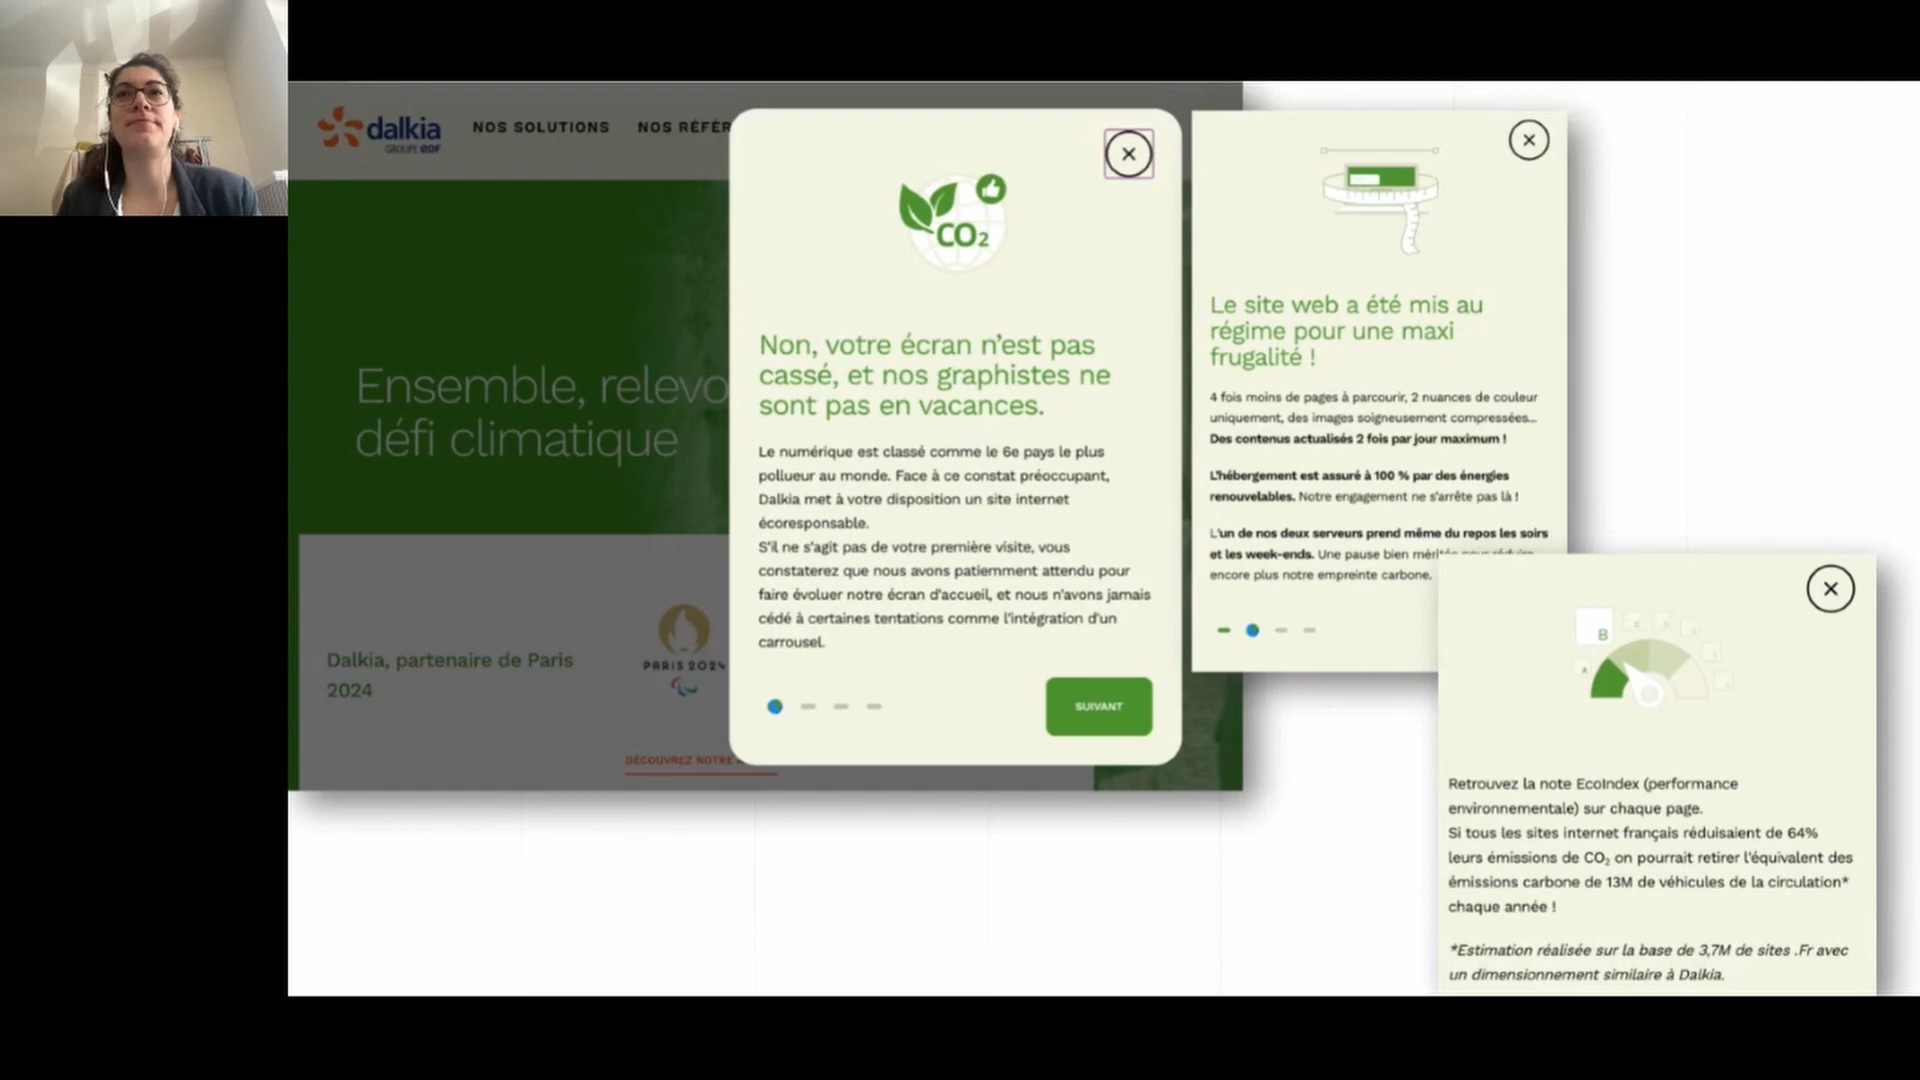 dalkia
GROUPE EDF
NOS SOLUTIONS
NOS RÉFÉR
Ensemble, relevo
défi climatique
Dalkia, partenaire de Paris
2024
PARIS 2024
DÉCOUVREZ NOTRE
CO2
Non, votre écran n'est pas
cassé, et nos graphistes ne
sont pas en vacances.
Le numérique est classé comme le 6e pays le plus
pollueur au monde. Face à ce constat préoccupant,
Dalkia met à votre disposition un site internet
écoresponsable.
S'il ne s'agit pas de votre première visite, vous
constaterez que nous avons patiemment attendu pour
faire évoluer notre écran d'accueil, et nous n'avons jamais
cédé à certaines tentations comme l'intégration d'un
carrousel.
SUIVANT
Le site web a été mis au
régime pour une maxi
frugalité !
4 fois moins de pages à parcourir, 2 nuances de couleur
uniquement, des images soigneusement compressées...
Des contenus actualisés 2 fois par jour maximum !
L'hébergement est assuré à 100 % par des énergies
renouvelables. Notre engagement ne s'arrête pas là !
L'un de nos deux serveurs prend même du repos les soirs
et les week-ends. Une pause bien méritée pour réduire
encore plus notre empreinte carbone.
A
B
Retrouvez la note EcoIndex (performance
environnementale) sur chaque page.
Si tous les sites internet français réduisaient de 64%
leurs émissions de CO₂ on pourrait retirer l'équivalent des
émissions carbone de 13M de véhicules de la circulation*
chaque année !
*Estimation réalisée sur la base de 3,7M de sites .Fr avec
un dimensionnement similaire à Dalkia.